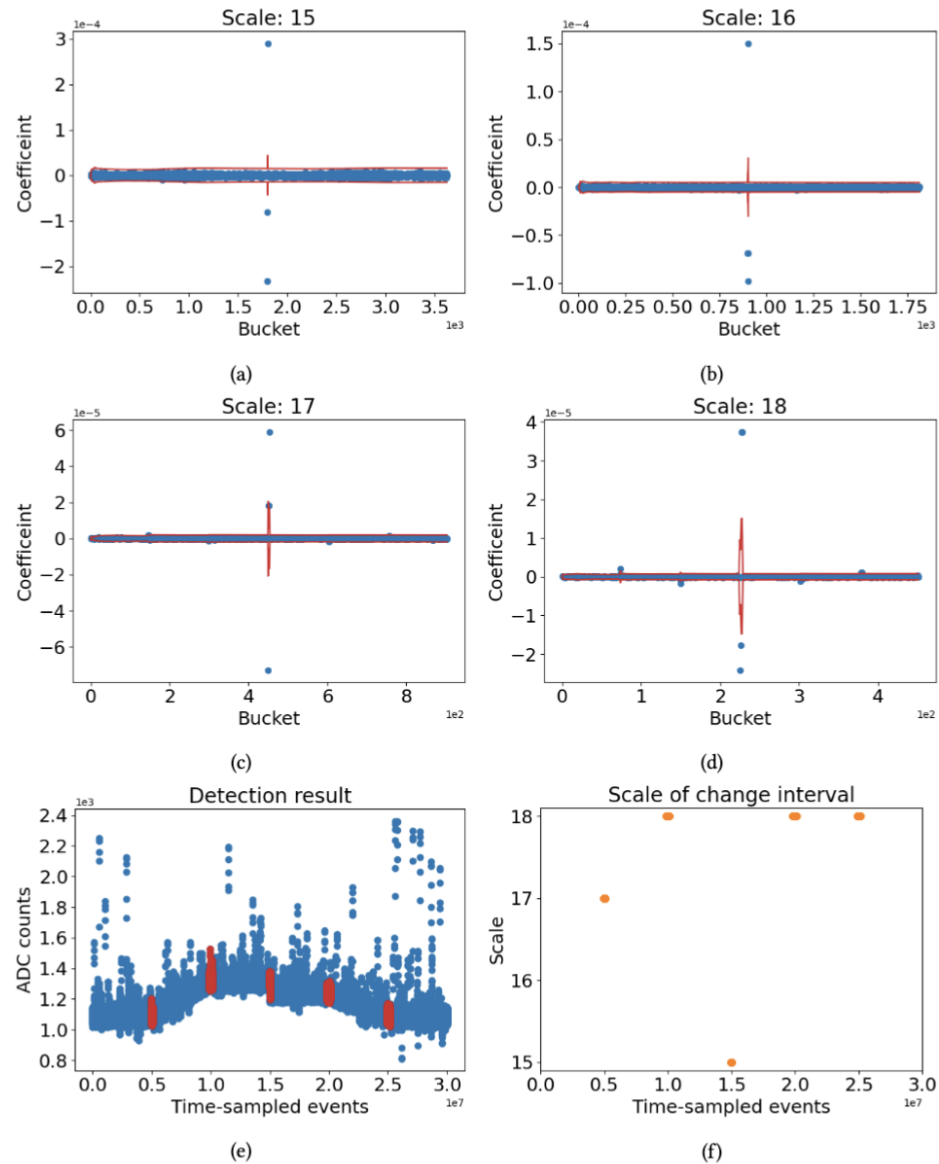 Scale: 15
1e−4
3
2
1
0
−1
−2
Coefficeint
0.0 0.5 1.0 1.5 2.0 2.5 3.0 3.5
1e3
Bucket
(a)
Scale: 16
1e−4
1.5
1.0
0.5
0.0
−0.5
−1.0
Coefficeint
0.00 0.25 0.50 0.75 1.00 1.25 1.50 1.75
1e3
Bucket
(b)
Scale: 17
1e−5
6
4
2
0
−2
−4
−6
Coefficeint
0 2 4 6 8
1e2
Bucket
(c)
Scale: 18
1e−5
4
3
2
1
0
−1
−2
Coefficeint
0 1 2 3 4
1e2
Bucket
(d)
Detection result
1e3
2.4
2.2
2.0
1.8
1.6
1.4
1.2
1.0
0.8
ADC counts
0.0 0.5 1.0 1.5 2.0 2.5 3.0
1e7
Time-sampled events
(e)
Scale of change interval
18
17
16
15
Scale
0.0 0.5 1.0 1.5 2.0 2.5 3.0
1e7
Time-sampled events
(f)